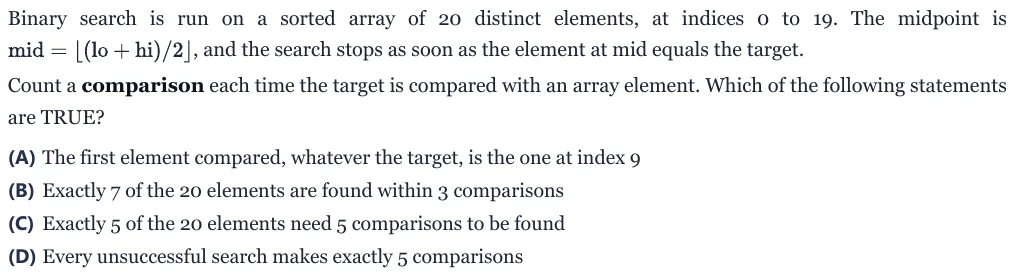 Binary search is run on a sorted array of 20 distinct elements, at indices 0 to 19. The midpoint is
mid = ⌊(lo + hi)/2⌋, and the search stops as soon as the element at mid equals the target.
Count a comparison each time the target is compared with an array element. Which of the following statements
are TRUE?
(A) The first element compared, whatever the target, is the one at index 9
(B) Exactly 7 of the 20 elements are found within 3 comparisons
(C) Exactly 5 of the 20 elements need 5 comparisons to be found
(D) Every unsuccessful search makes exactly 5 comparisons